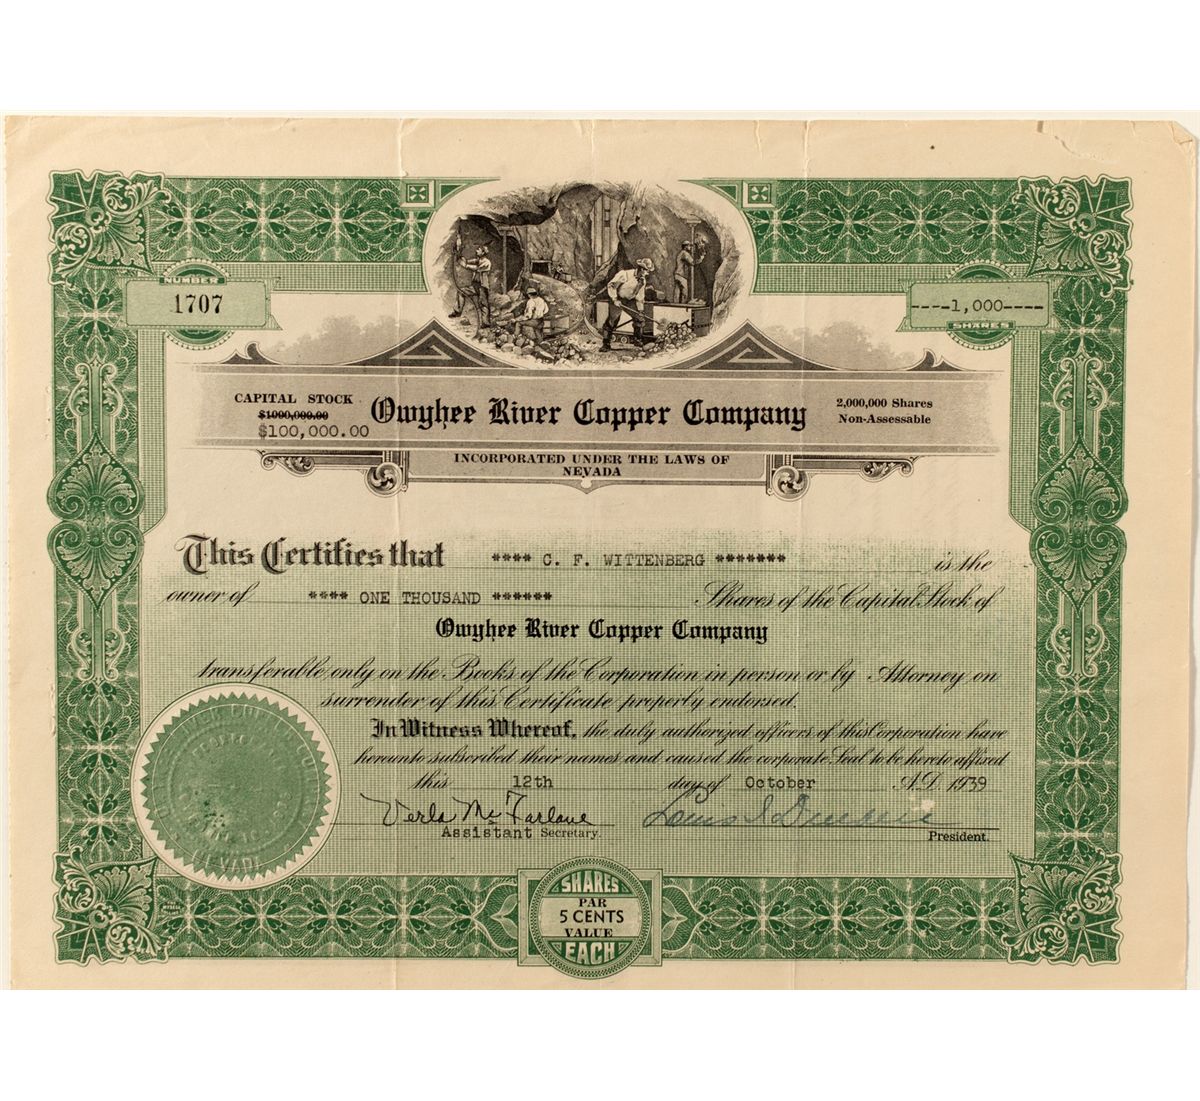 NUMBER
1707
----1,000----
SHARES
CAPITAL STOCK
$1000,000.00
$100,000.00
Owyhee River Copper Company
2,000,000 Shares
Non-Assessable
INCORPORATED UNDER THE LAWS OF
NEVADA
This Certifies that **** C. F. WITTENBERG ******* is the
owner of **** ONE THOUSAND ****** Shares of the Capital Stock of
Owyhee River Copper Company
transferable only on the Books of the Corporation in person or by Attorney on
surrender of this Certificate properly endorsed.
In Witness Whereof, the duly authorized officers of this Corporation have
hereunto subscribed their names and caused the corporate Seal to be hereto affixed
this 12th day of October A.D. 1939
Verla McFarlane
Louis
Assistant Secretary.
President.
NEVADA
SHARES
PAR
5 CENTS
VALUE
EACH